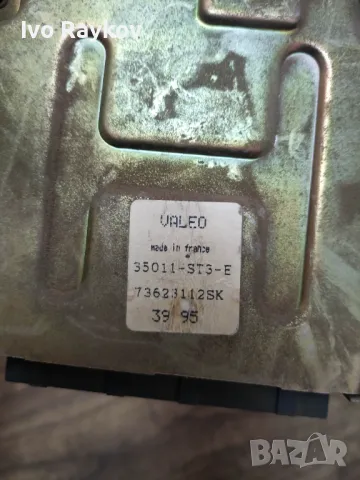 Ivo Raykov
VALEO
made in france
35011-ST3-E
73623112SK
39 95
BAZAR